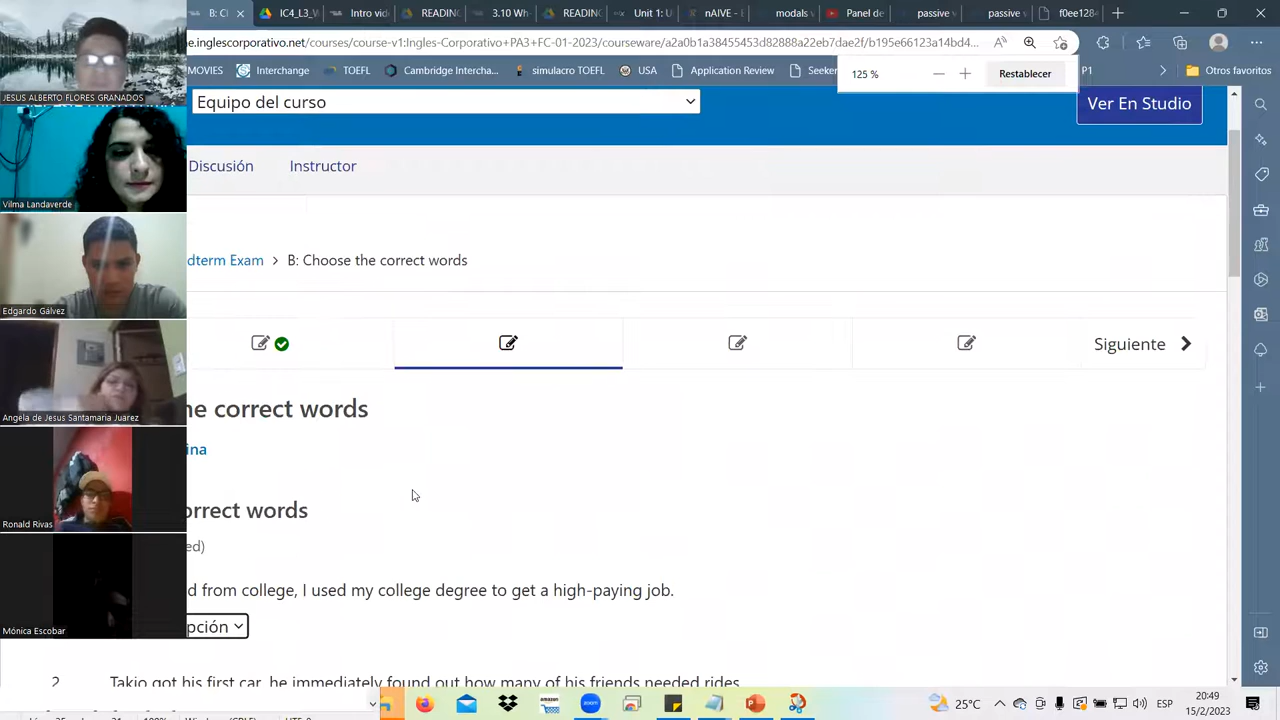 B: C
IC4_L3_W
Intro vide
READING
3.10 Wh
READING
Unit 1: U
nAIVE -
modals v
Panel de
passive
passive v
f0ee1284
e.inglescorporativo.net/courses/course-v1:Ingles-Corporativo+PA3+FC-01-2023/courseware/a2a0b1a38455453d82888a22eb7dae2f/b195e66123a14bd4...
MOVIES
Interchange
TOEFL
Cambridge Intercha...
simulacro TOEFL
USA
Application Review
Seeker
P1
Otros favoritos
125 %
Restablecer
Equipo del curso
Ver En Studio
JESUS ALBERTO FLORES GRANADOS
Discusión
Instructor
Vilma Landaverde
dterm Exam > B: Choose the correct words
Edgardo Gálvez
Siguiente
Angela de Jesus Santamaria Juarez
ne correct words
ina
orrect words
Ronald Rivas
ed)
d from college, I used my college degree to get a high-paying job.
pción
Mónica Escobar
2 Takio got his first car, he immediately found out how many of his friends needed rides
25°C
ESP
20:49
15/2/2023